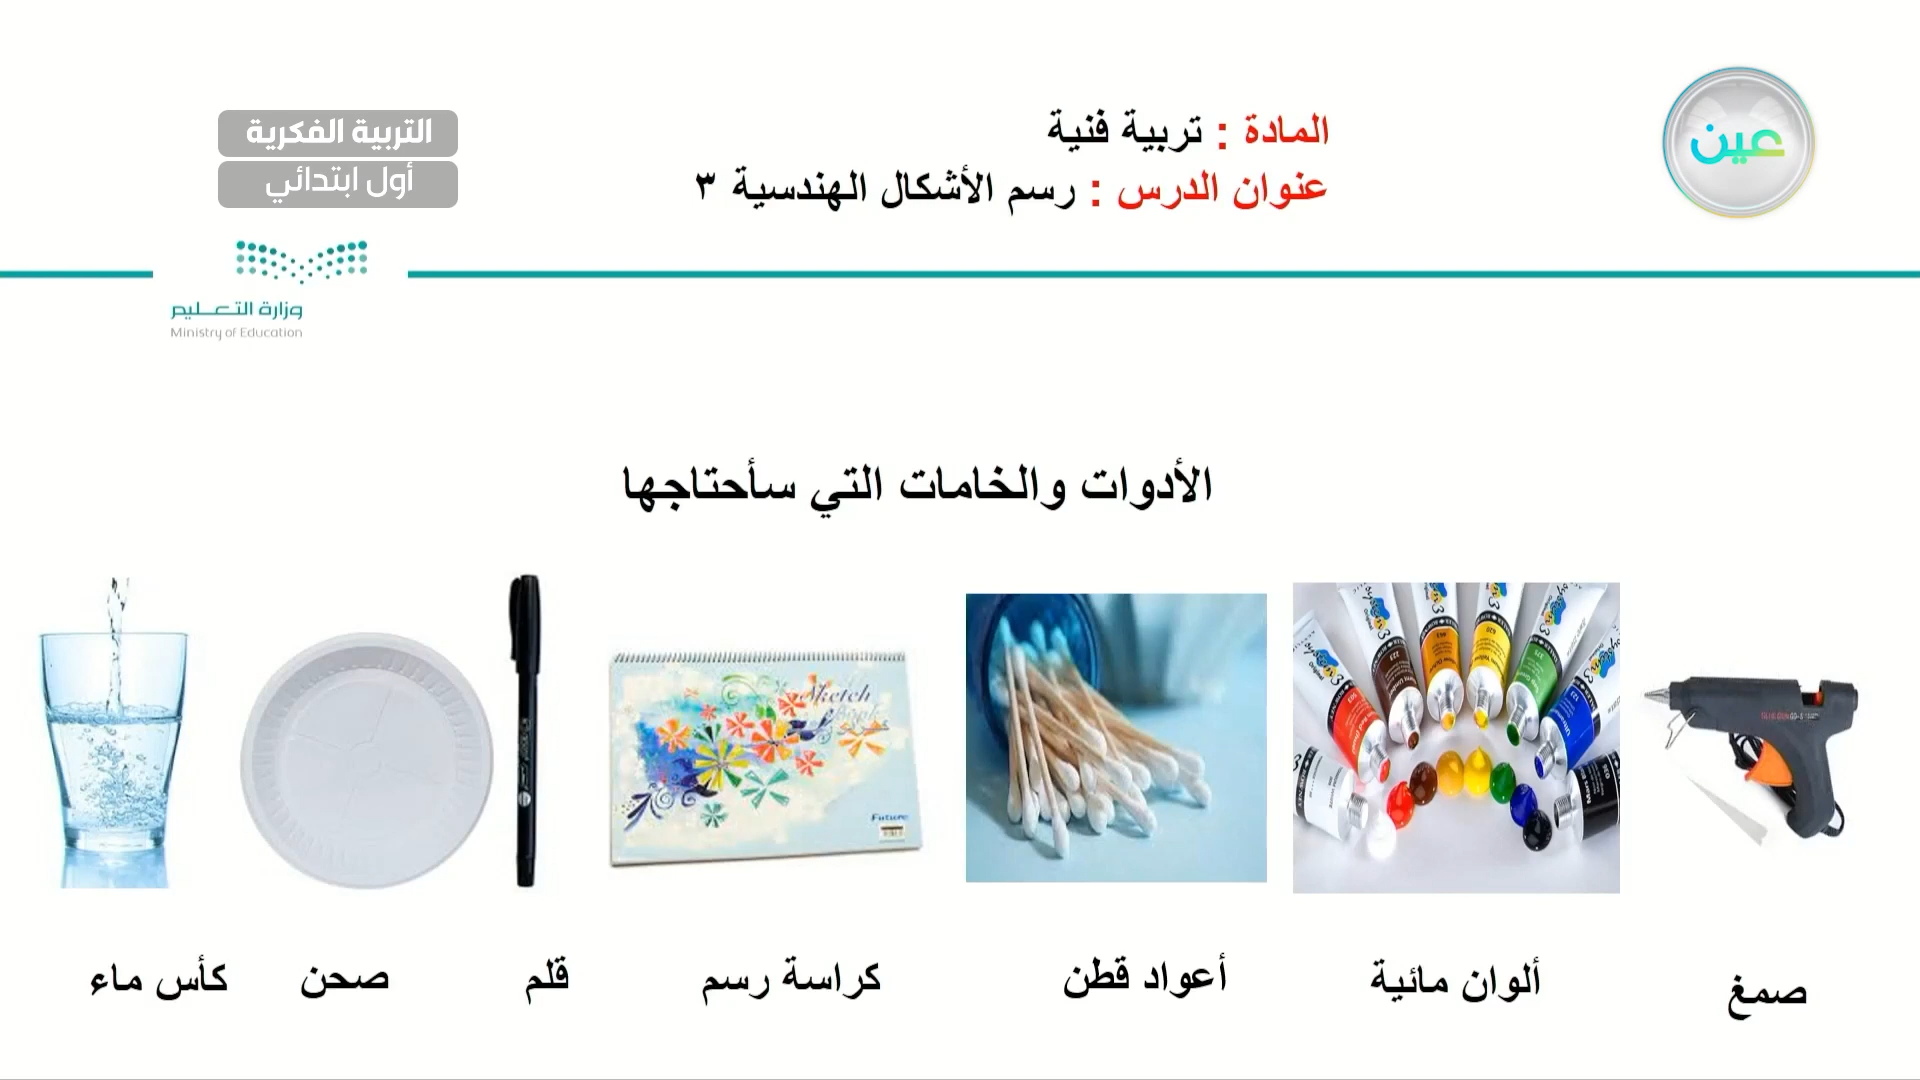 عين
المادة : تربية فنية
عنوان الدرس : رسم الأشكال الهندسية ٣
التربية الفكرية
أول ابتدائي
وزارة التعليم
Ministry of Education
الأدوات والخامات التي سأحتاجها
Sketch
Future
صمغ
ألوان مائية
أعواد قطن
كراسة رسم
قلم
صحن
كأس ماء